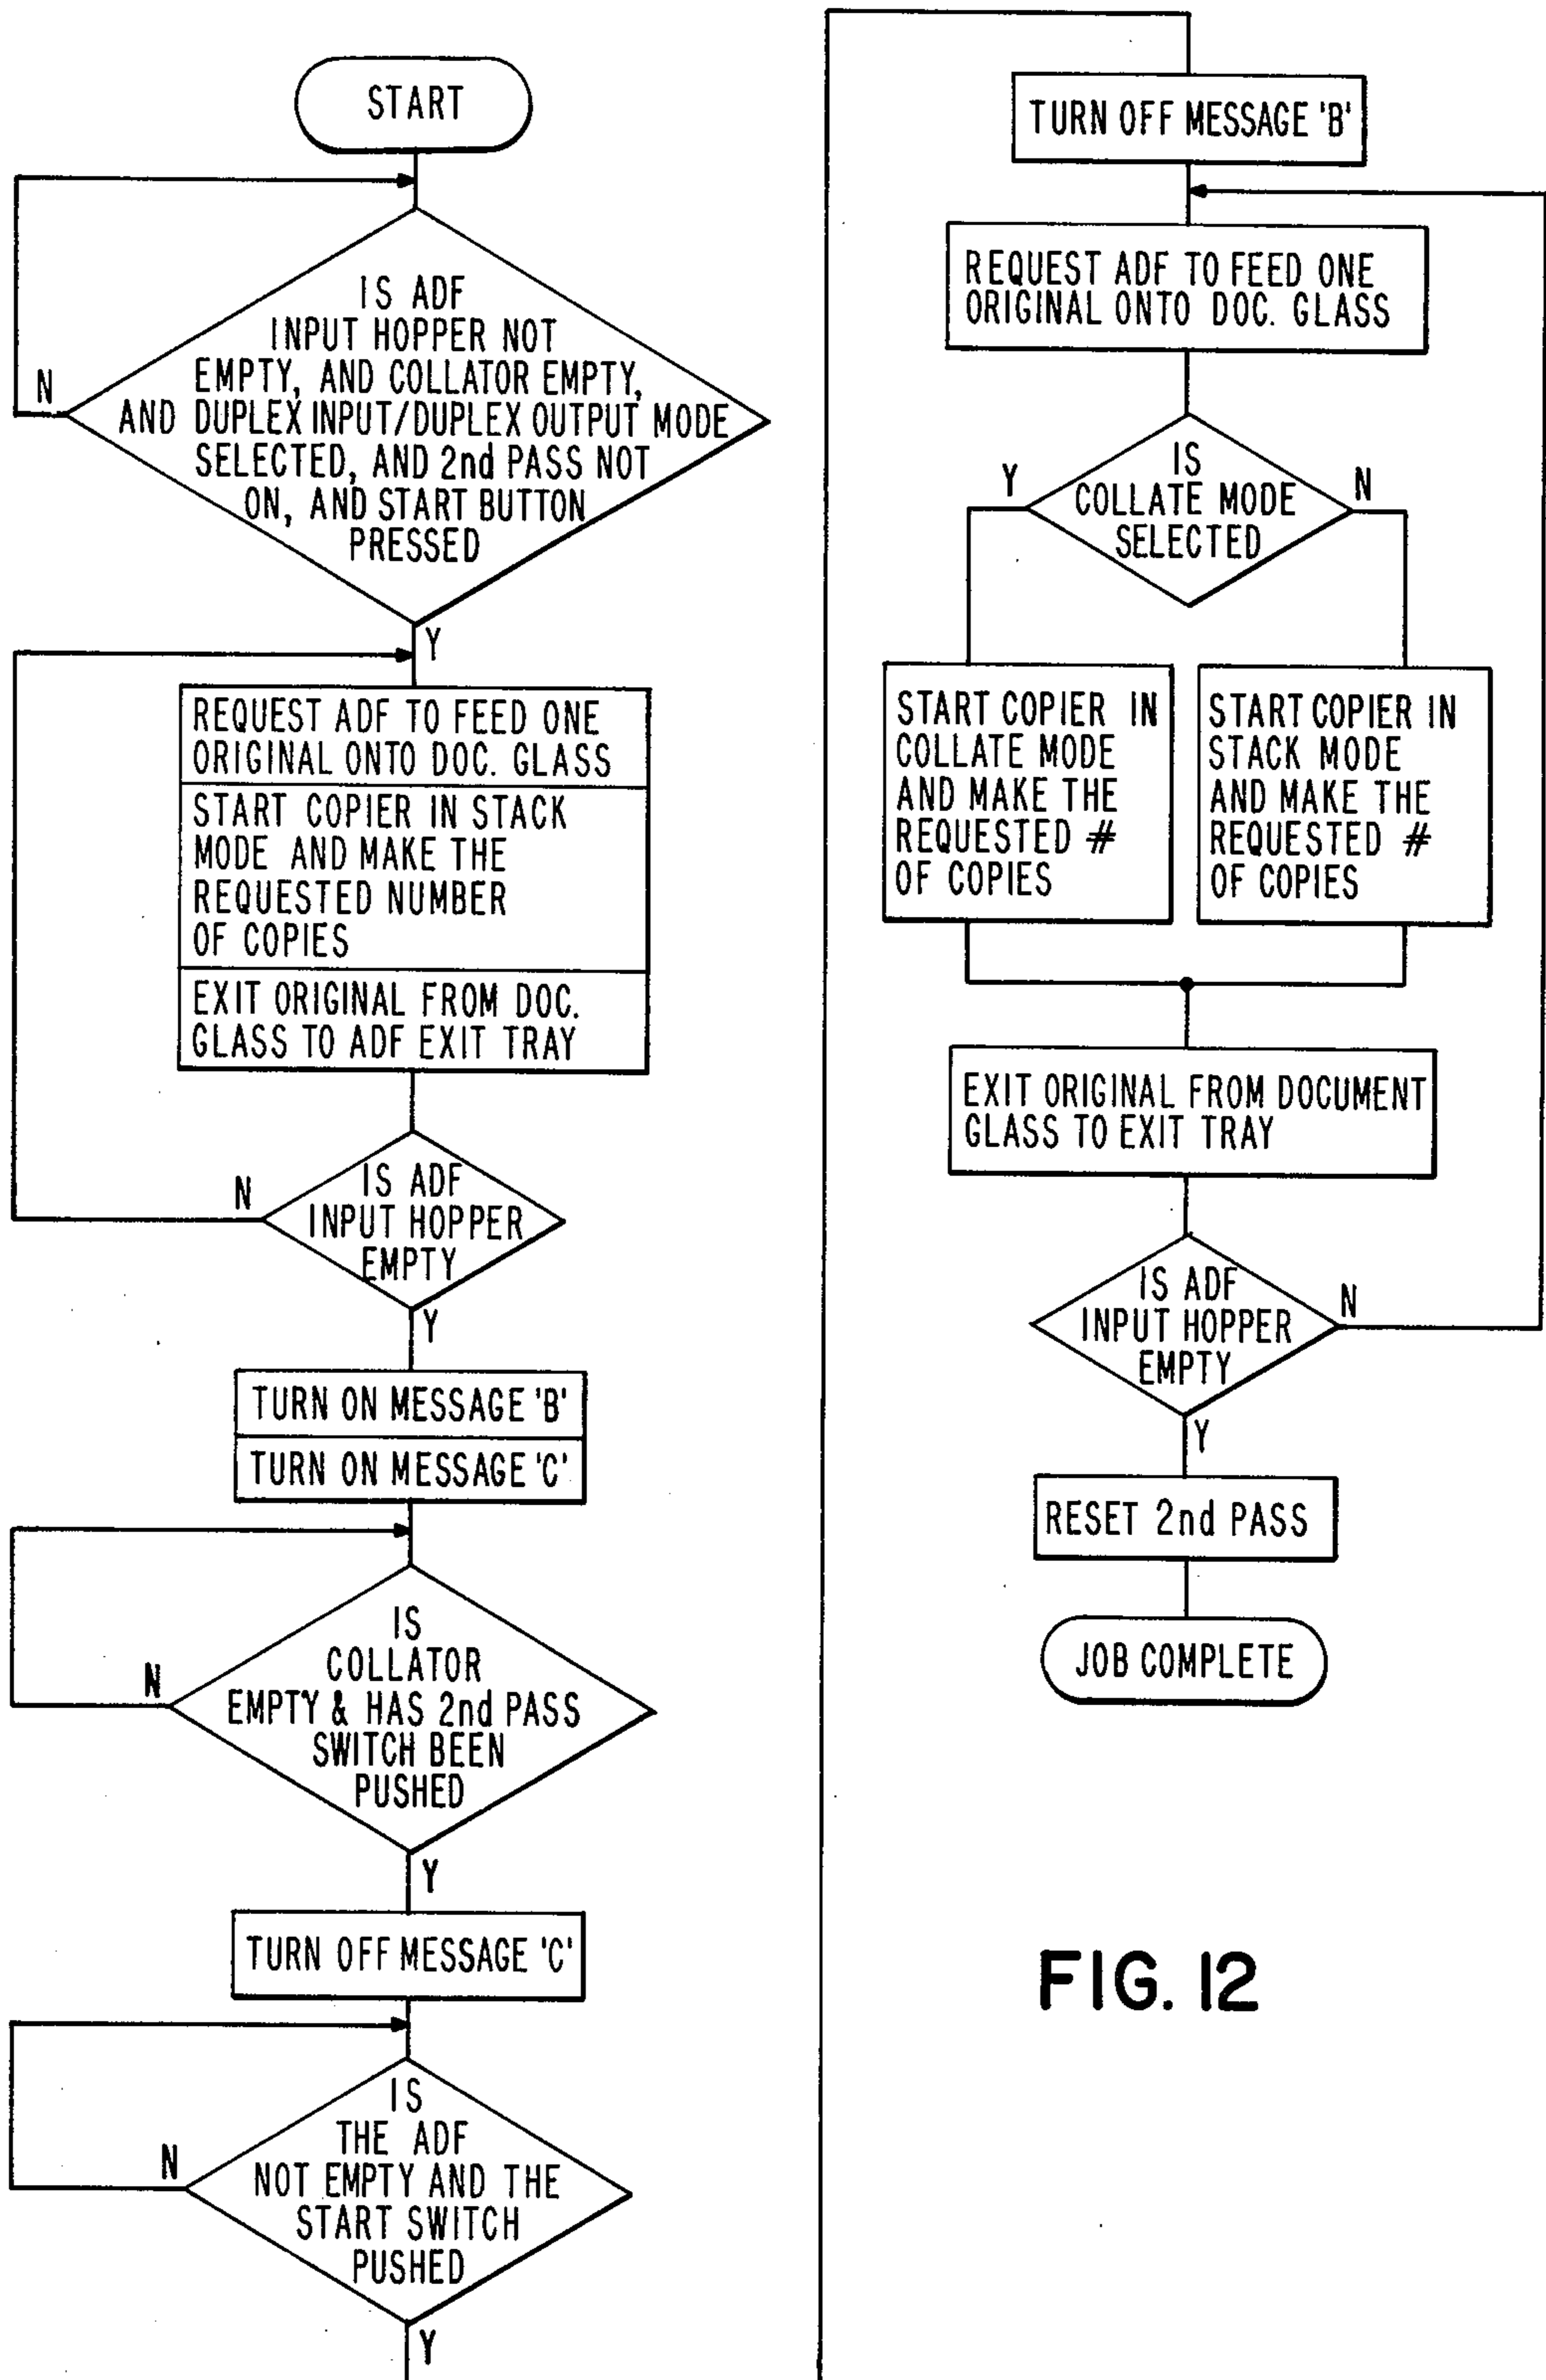 START
IS ADF
INPUT HOPPER NOT
EMPTY, AND COLLATOR EMPTY,
AND DUPLEX INPUT/DUPLEX OUTPUT MODE
SELECTED, AND 2nd PASS NOT
ON, AND START BUTTON
PRESSED
N
Y
REQUEST ADF TO FEED ONE
ORIGINAL ONTO DOC. GLASS
START COPIER IN STACK
MODE AND MAKE THE
REQUESTED NUMBER
OF COPIES
EXIT ORIGINAL FROM DOC.
GLASS TO ADF EXIT TRAY
IS ADF
INPUT HOPPER
EMPTY
N
Y
TURN ON MESSAGE 'B'
TURN ON MESSAGE 'C'
IS
COLLATOR
EMPTY & HAS 2nd PASS
SWITCH BEEN
PUSHED
N
Y
TURN OFF MESSAGE 'C'
IS
THE ADF
NOT EMPTY AND THE
START SWITCH
PUSHED
N
Y
TURN OFF MESSAGE 'B'
REQUEST ADF TO FEED ONE
ORIGINAL ONTO DOC. GLASS
IS
COLLATE MODE
SELECTED
Y
N
START COPIER IN
COLLATE MODE
AND MAKE THE
REQUESTED #
OF COPIES
START COPIER IN
STACK MODE
AND MAKE THE
REQUESTED #
OF COPIES
EXIT ORIGINAL FROM DOCUMENT
GLASS TO EXIT TRAY
IS ADF
INPUT HOPPER
EMPTY
N
Y
RESET 2nd PASS
JOB COMPLETE
FIG. 12